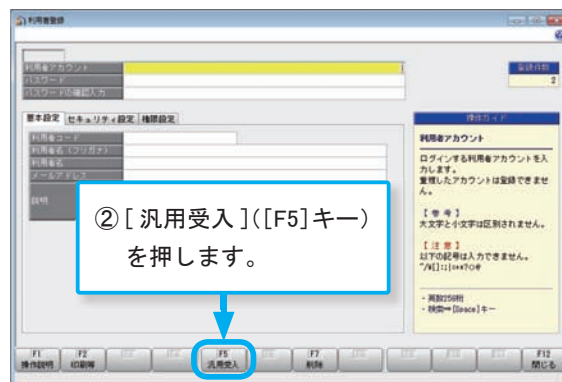 利用者登録
利用者アカウント
パスワード
パスワードの確認入力
登録件数
2
基本設定 セキュリティ設定 権限設定
利用者コード
利用者名(フリガナ)
利用者名
メールアドレス
説明
操作ガイド
利用者アカウント
ログインする利用者アカウントを入
力します。
重複したアカウントは登録できませ
ん。
【参考】
大文字と小文字は区別されません。
【注意】
以下の記号は入力できません。
・英数256桁
・検索⇒[Space]キー
②[汎用受入]([F5]キー)
を押します。
F1 F2 F5 F7 F12
操作説明 印刷等 汎用受入 削除 閉じる